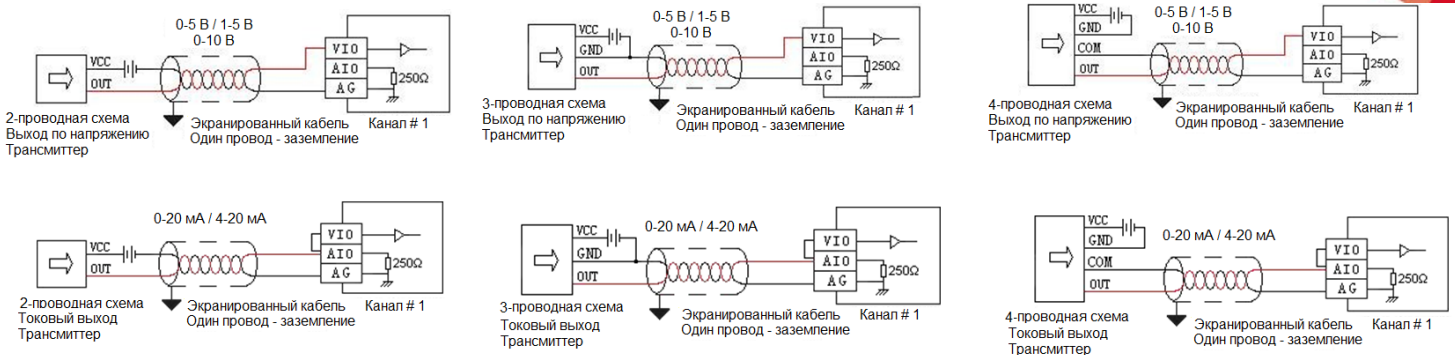 0-5 В / 1-5 В
0-10 В
VCC
OUT
VIO
AIO
AG
250Ω
2-проводная схема
Выход по напряжению
Трансмиттер
Экранированный кабель
Один провод - заземление
Канал # 1
0-5 В / 1-5 В
0-10 В
VCC
GND
OUT
VIO
AIO
AG
250Ω
3-проводная схема
Выход по напряжению
Трансмиттер
Экранированный кабель
Один провод - заземление
Канал # 1
0-5 В / 1-5 В
0-10 В
VCC
GND
COM
OUT
VIO
AIO
AG
250Ω
4-проводная схема
Выход по напряжению
Трансмиттер
Экранированный кабель
Один провод - заземление
Канал # 1
0-20 мА / 4-20 мА
VCC
OUT
VIO
AIO
AG
250Ω
2-проводная схема
Токовый выход
Трансмиттер
Экранированный кабель
Один провод - заземление
Канал # 1
0-20 мА / 4-20 мА
VCC
GND
OUT
VIO
AIO
AG
250Ω
3-проводная схема
Токовый выход
Трансмиттер
Экранированный кабель
Один провод - заземление
Канал # 1
0-20 мА / 4-20 мА
VCC
GND
COM
OUT
VIO
AIO
AG
250Ω
4-проводная схема
Токовый выход
Трансмиттер
Экранированный кабель
Один провод - заземление
Канал # 1